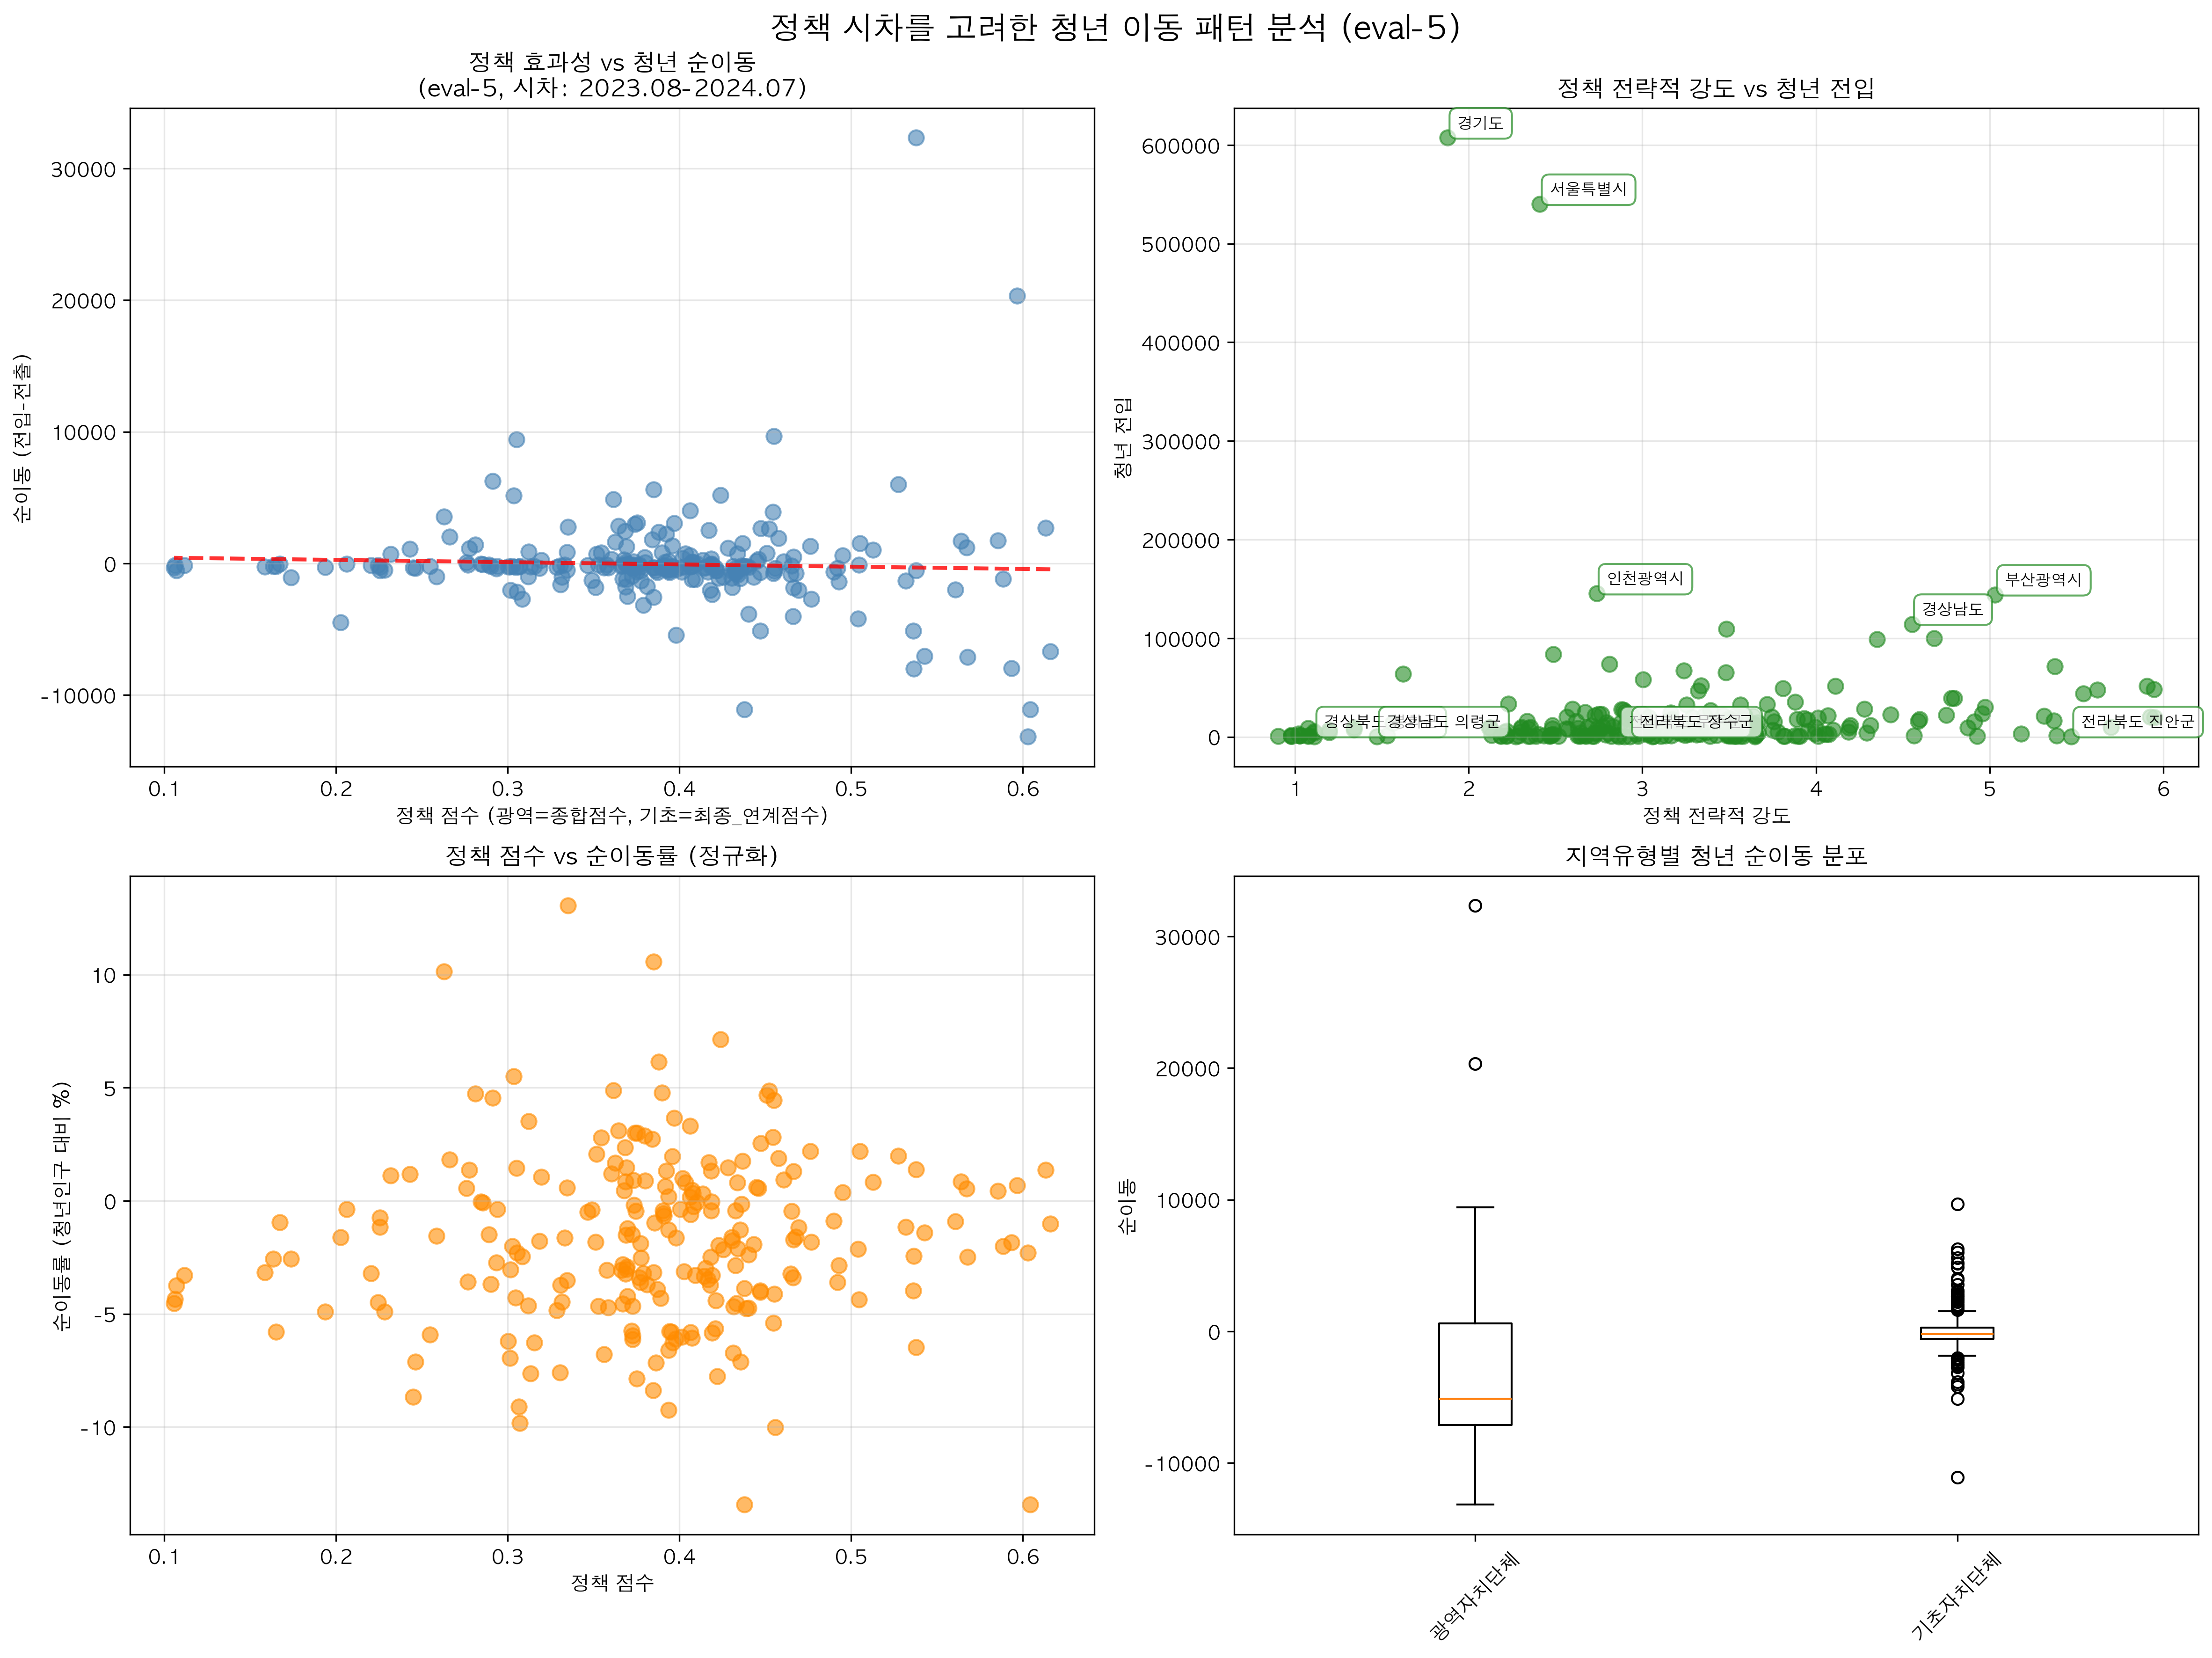 정책 시차를 고려한 청년 이동 패턴 분석 (eval-5)
정책 효과성 vs 청년 순이동
(eval-5, 시차: 2023.08-2024.07)
30000
20000
10000
0
-10000
순이동 (전입-전출)
0.1 0.2 0.3 0.4 0.5 0.6
정책 점수 (광역=종합점수, 기초=최종_연계점수)
정책 전략적 강도 vs 청년 전입
600000
500000
400000
300000
200000
100000
0
청년 전입
경기도
서울특별시
인천광역시
부산광역시
경상남도
경상북도
경상남도 의령군
전라북도 장수군
전라북도 진안군
1 2 3 4 5 6
정책 전략적 강도
정책 점수 vs 순이동률 (정규화)
10
5
0
-5
-10
순이동률 (청년인구 대비 %)
0.1 0.2 0.3 0.4 0.5 0.6
정책 점수
지역유형별 청년 순이동 분포
30000
20000
10000
0
-10000
순이동
광역자치단체
기초자치단체